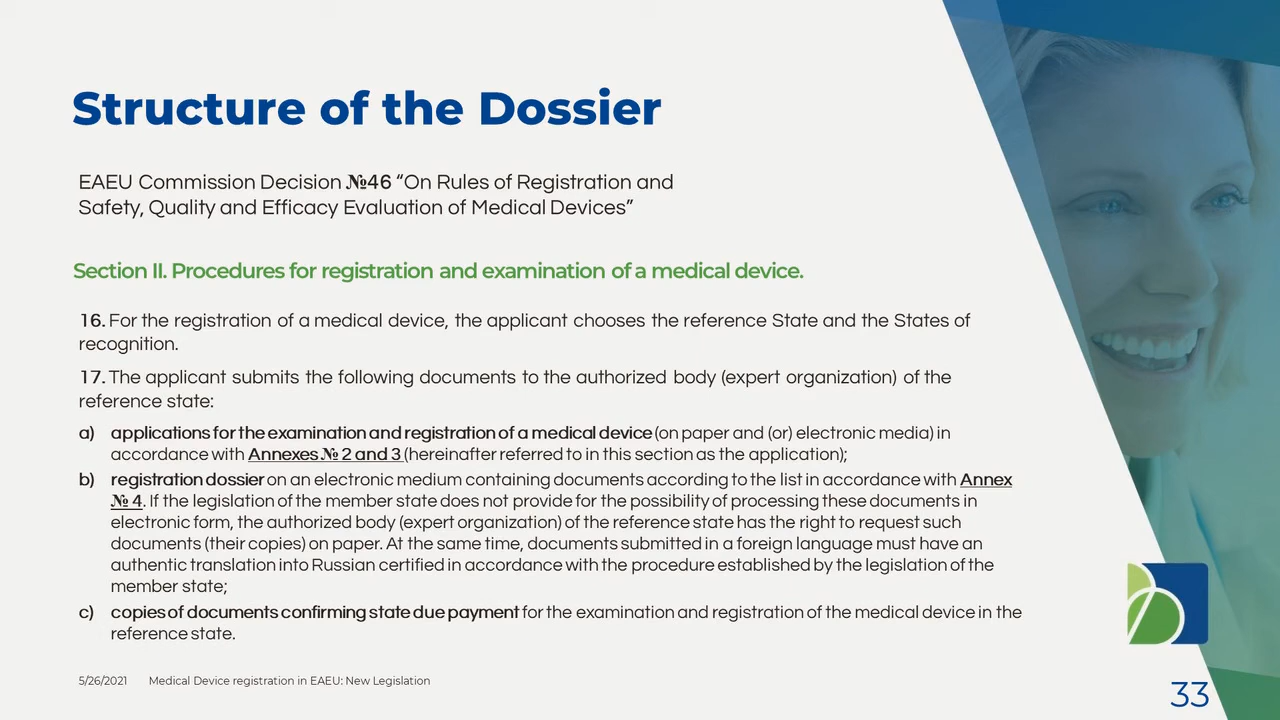 Structure of the Dossier
EAEU Commission Decision №46 “On Rules of Registration and
Safety, Quality and Efficacy Evaluation of Medical Devices”
Section II. Procedures for registration and examination of a medical device.
16. For the registration of a medical device, the applicant chooses the reference State and the States of
recognition.
17. The applicant submits the following documents to the authorized body (expert organization) of the
reference state:
a) applications for the examination and registration of a medical device (on paper and (or) electronic media) in
accordance with Annexes № 2 and 3 (hereinafter referred to in this section as the application);
b) registration dossier on an electronic medium containing documents according to the list in accordance with Annex
№ 4. If the legislation of the member state does not provide for the possibility of processing these documents in
electronic form, the authorized body (expert organization) of the reference state has the right to request such
documents (their copies) on paper. At the same time, documents submitted in a foreign language must have an
authentic translation into Russian certified in accordance with the procedure established by the legislation of the
member state;
c) copies of documents confirming state due payment for the examination and registration of the medical device in the
reference state.
5/26/2021 Medical Device registration in EAEU: New Legislation
33